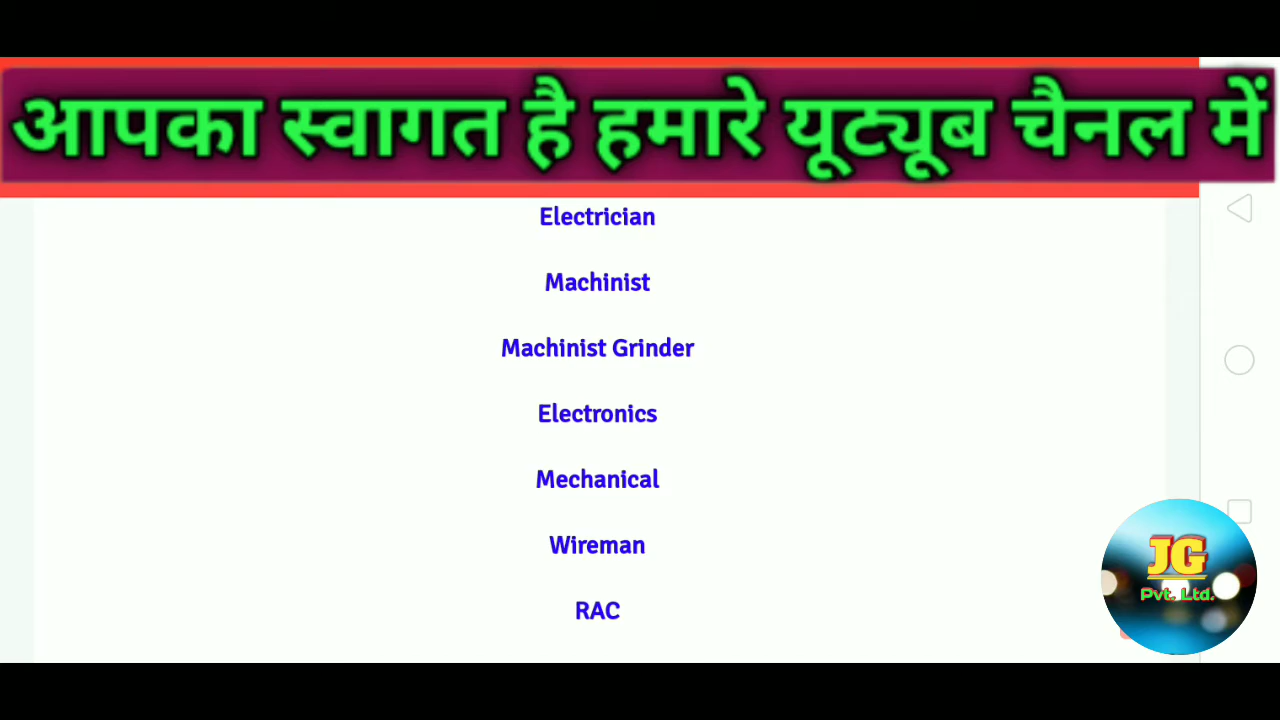 आपका स्वागत है हमारे यूट्यूब चैनल में
Electrician
Machinist
Machinist Grinder
Electronics
Mechanical
Wireman
RAC
JG
Pvt. Ltd.